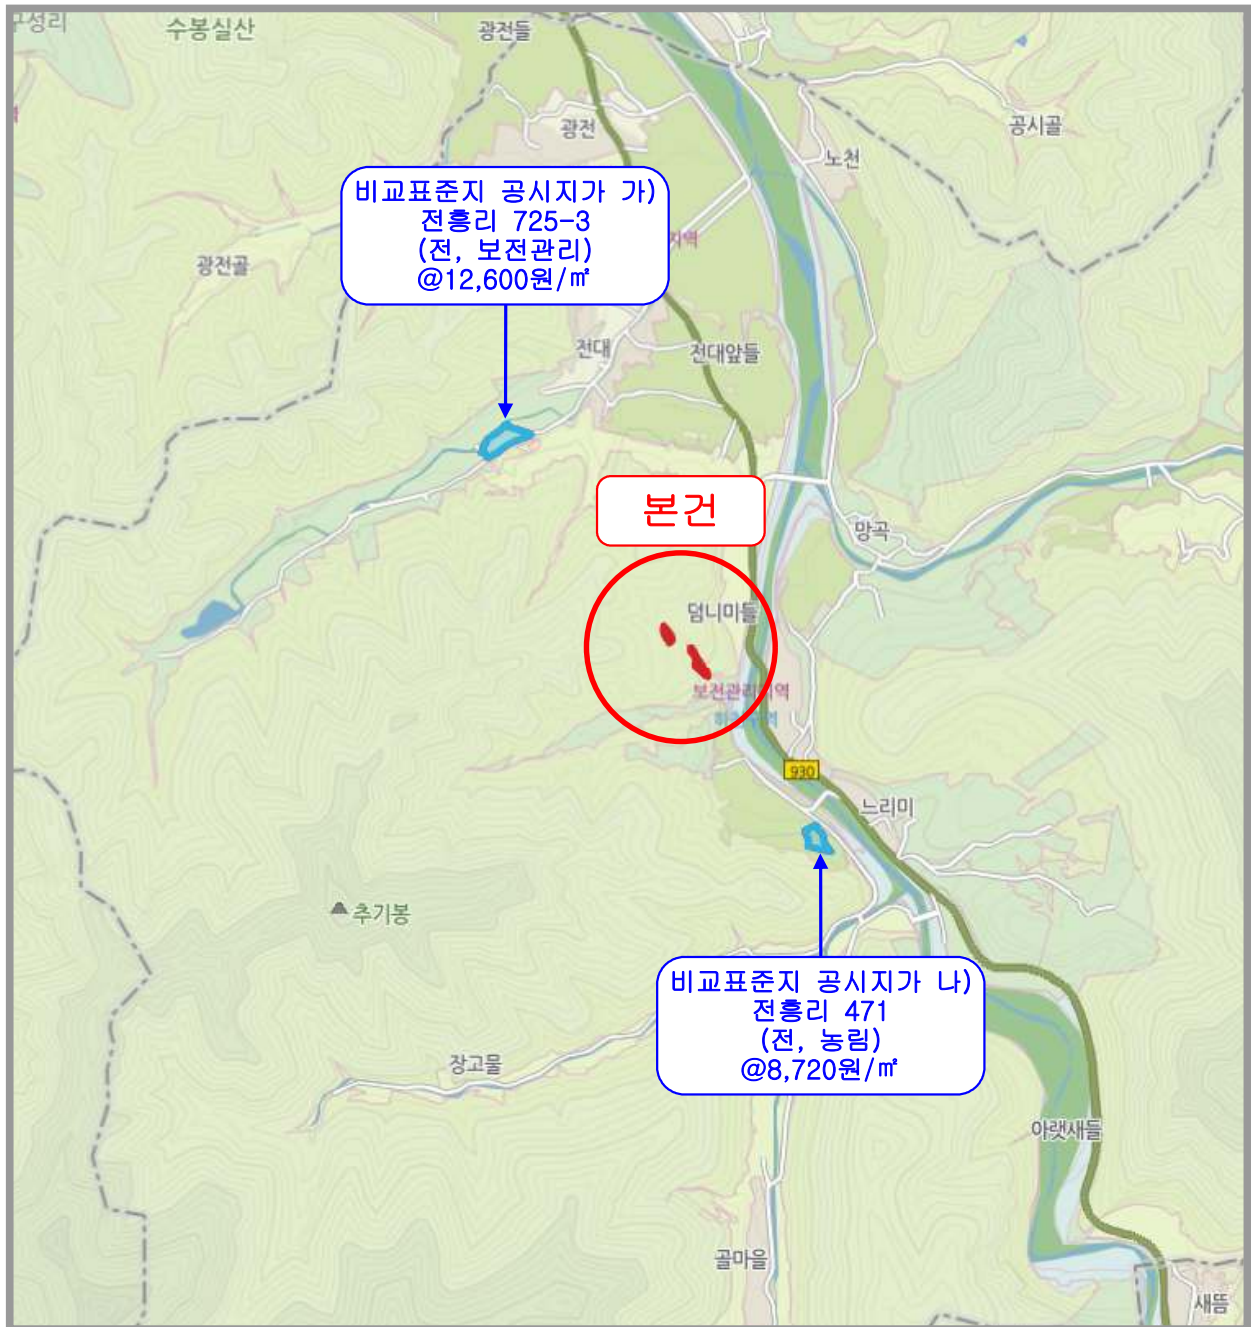 구성리
수봉실산
광전들
광전
공시골
노천
비교표준지 공시지가 가)
전흥리 725-3
(전, 보전관리)
@12,600원/㎡
지역
광전골
전대
전대앞들
본건
망곡
덤니미들
보전관리지역
930
느리미
추기봉
비교표준지 공시지가 나)
전흥리 471
(전, 농림)
@8,720원/㎡
장고물
아랫새들
골마을
새뜸